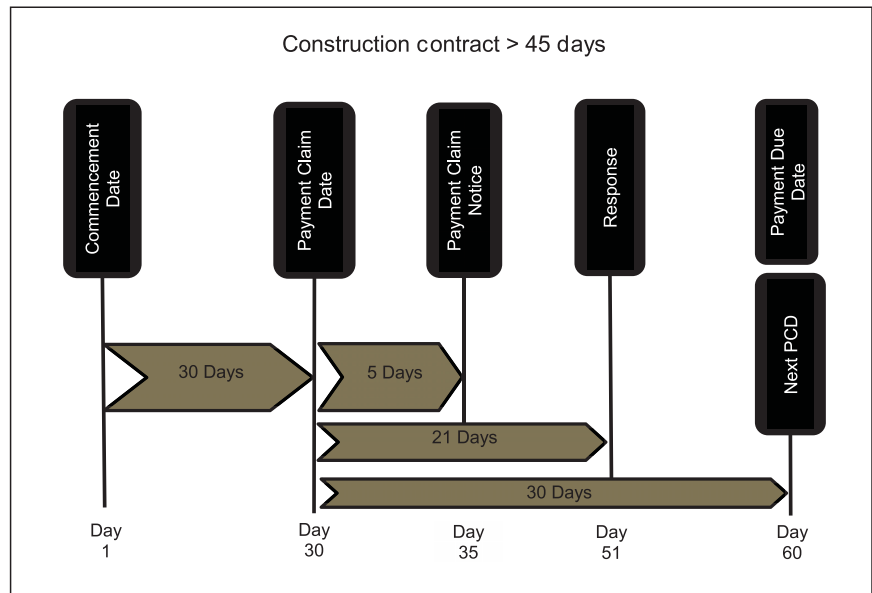 Construction contract > 45 days
Commencement
Date
Payment Claim
Date
Payment Claim
Notice
Response
Payment Due
Date
Next PCD
30 Days
5 Days
21 Days
30 Days
Day
1
Day
30
Day
35
Day
51
Day
60